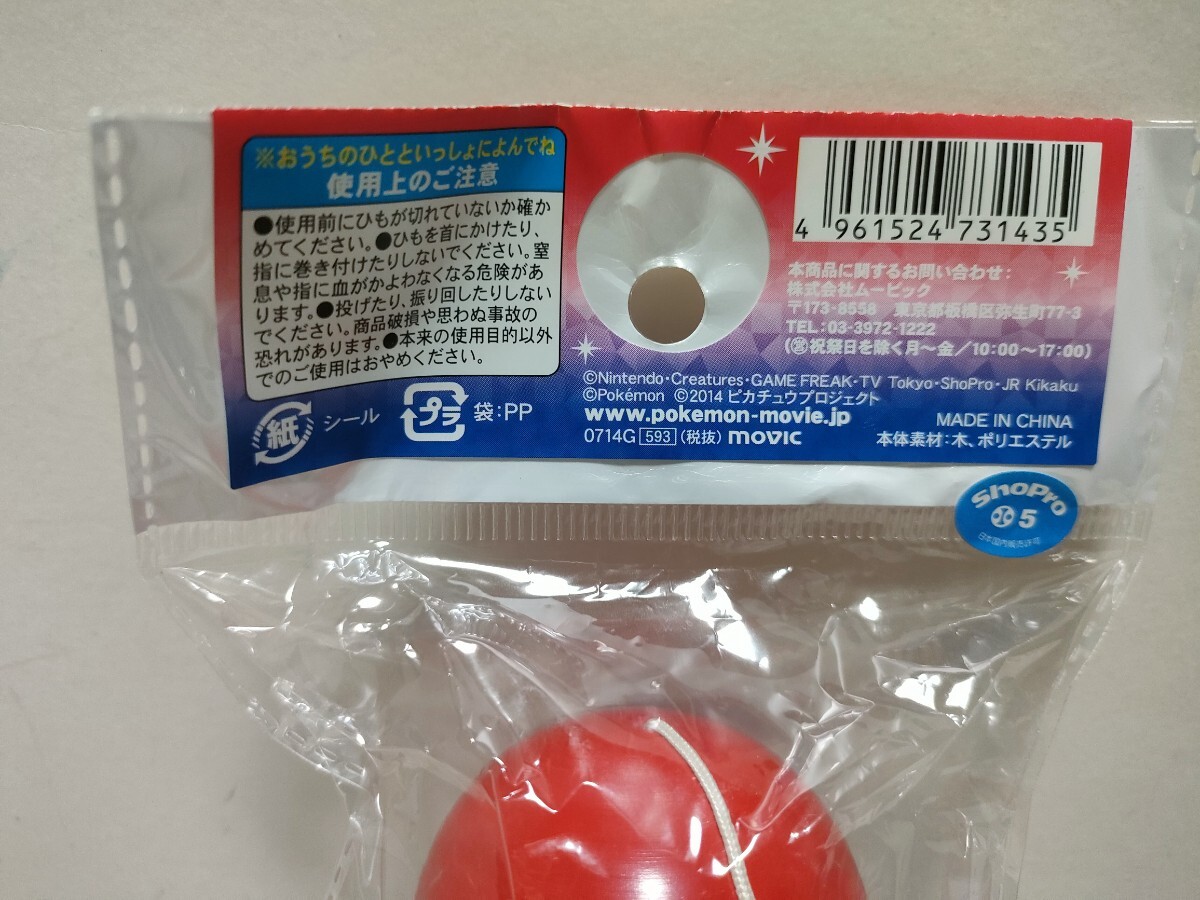 ※おうちのひとといっしょによんでね
使用上のご注意
●使用前にひもが切れていないか確か
めてください。●ひもを首にかけたり、
指に巻き付けたりしないでください。窒
息や指に血がかよわなくなる危険があ
ります。●投げたり、振り回したりしない
でください。商品破損や思わぬ事故の
恐れがあります。●本来の使用目的以外
でのご使用はおやめください。
紙 シール
プラ 袋:PP
4 961524 731435
本商品に関するお問い合わせ:
株式会社ムービック
〒173-8558 東京都板橋区弥生町77-3
TEL:03-3972-1222
(㊡祝祭日を除く月～金/10:00～17:00)
©Nintendo・Creatures・GAME FREAK・TV Tokyo・ShoPro・JR Kikaku
©Pokémon ©2014 ピカチュウプロジェクト
www.pokemon-movie.jp
0714G 593 (税抜) movic
MADE IN CHINA
本体素材:木、ポリエステル
ShoPro
5
日本国内販売許可